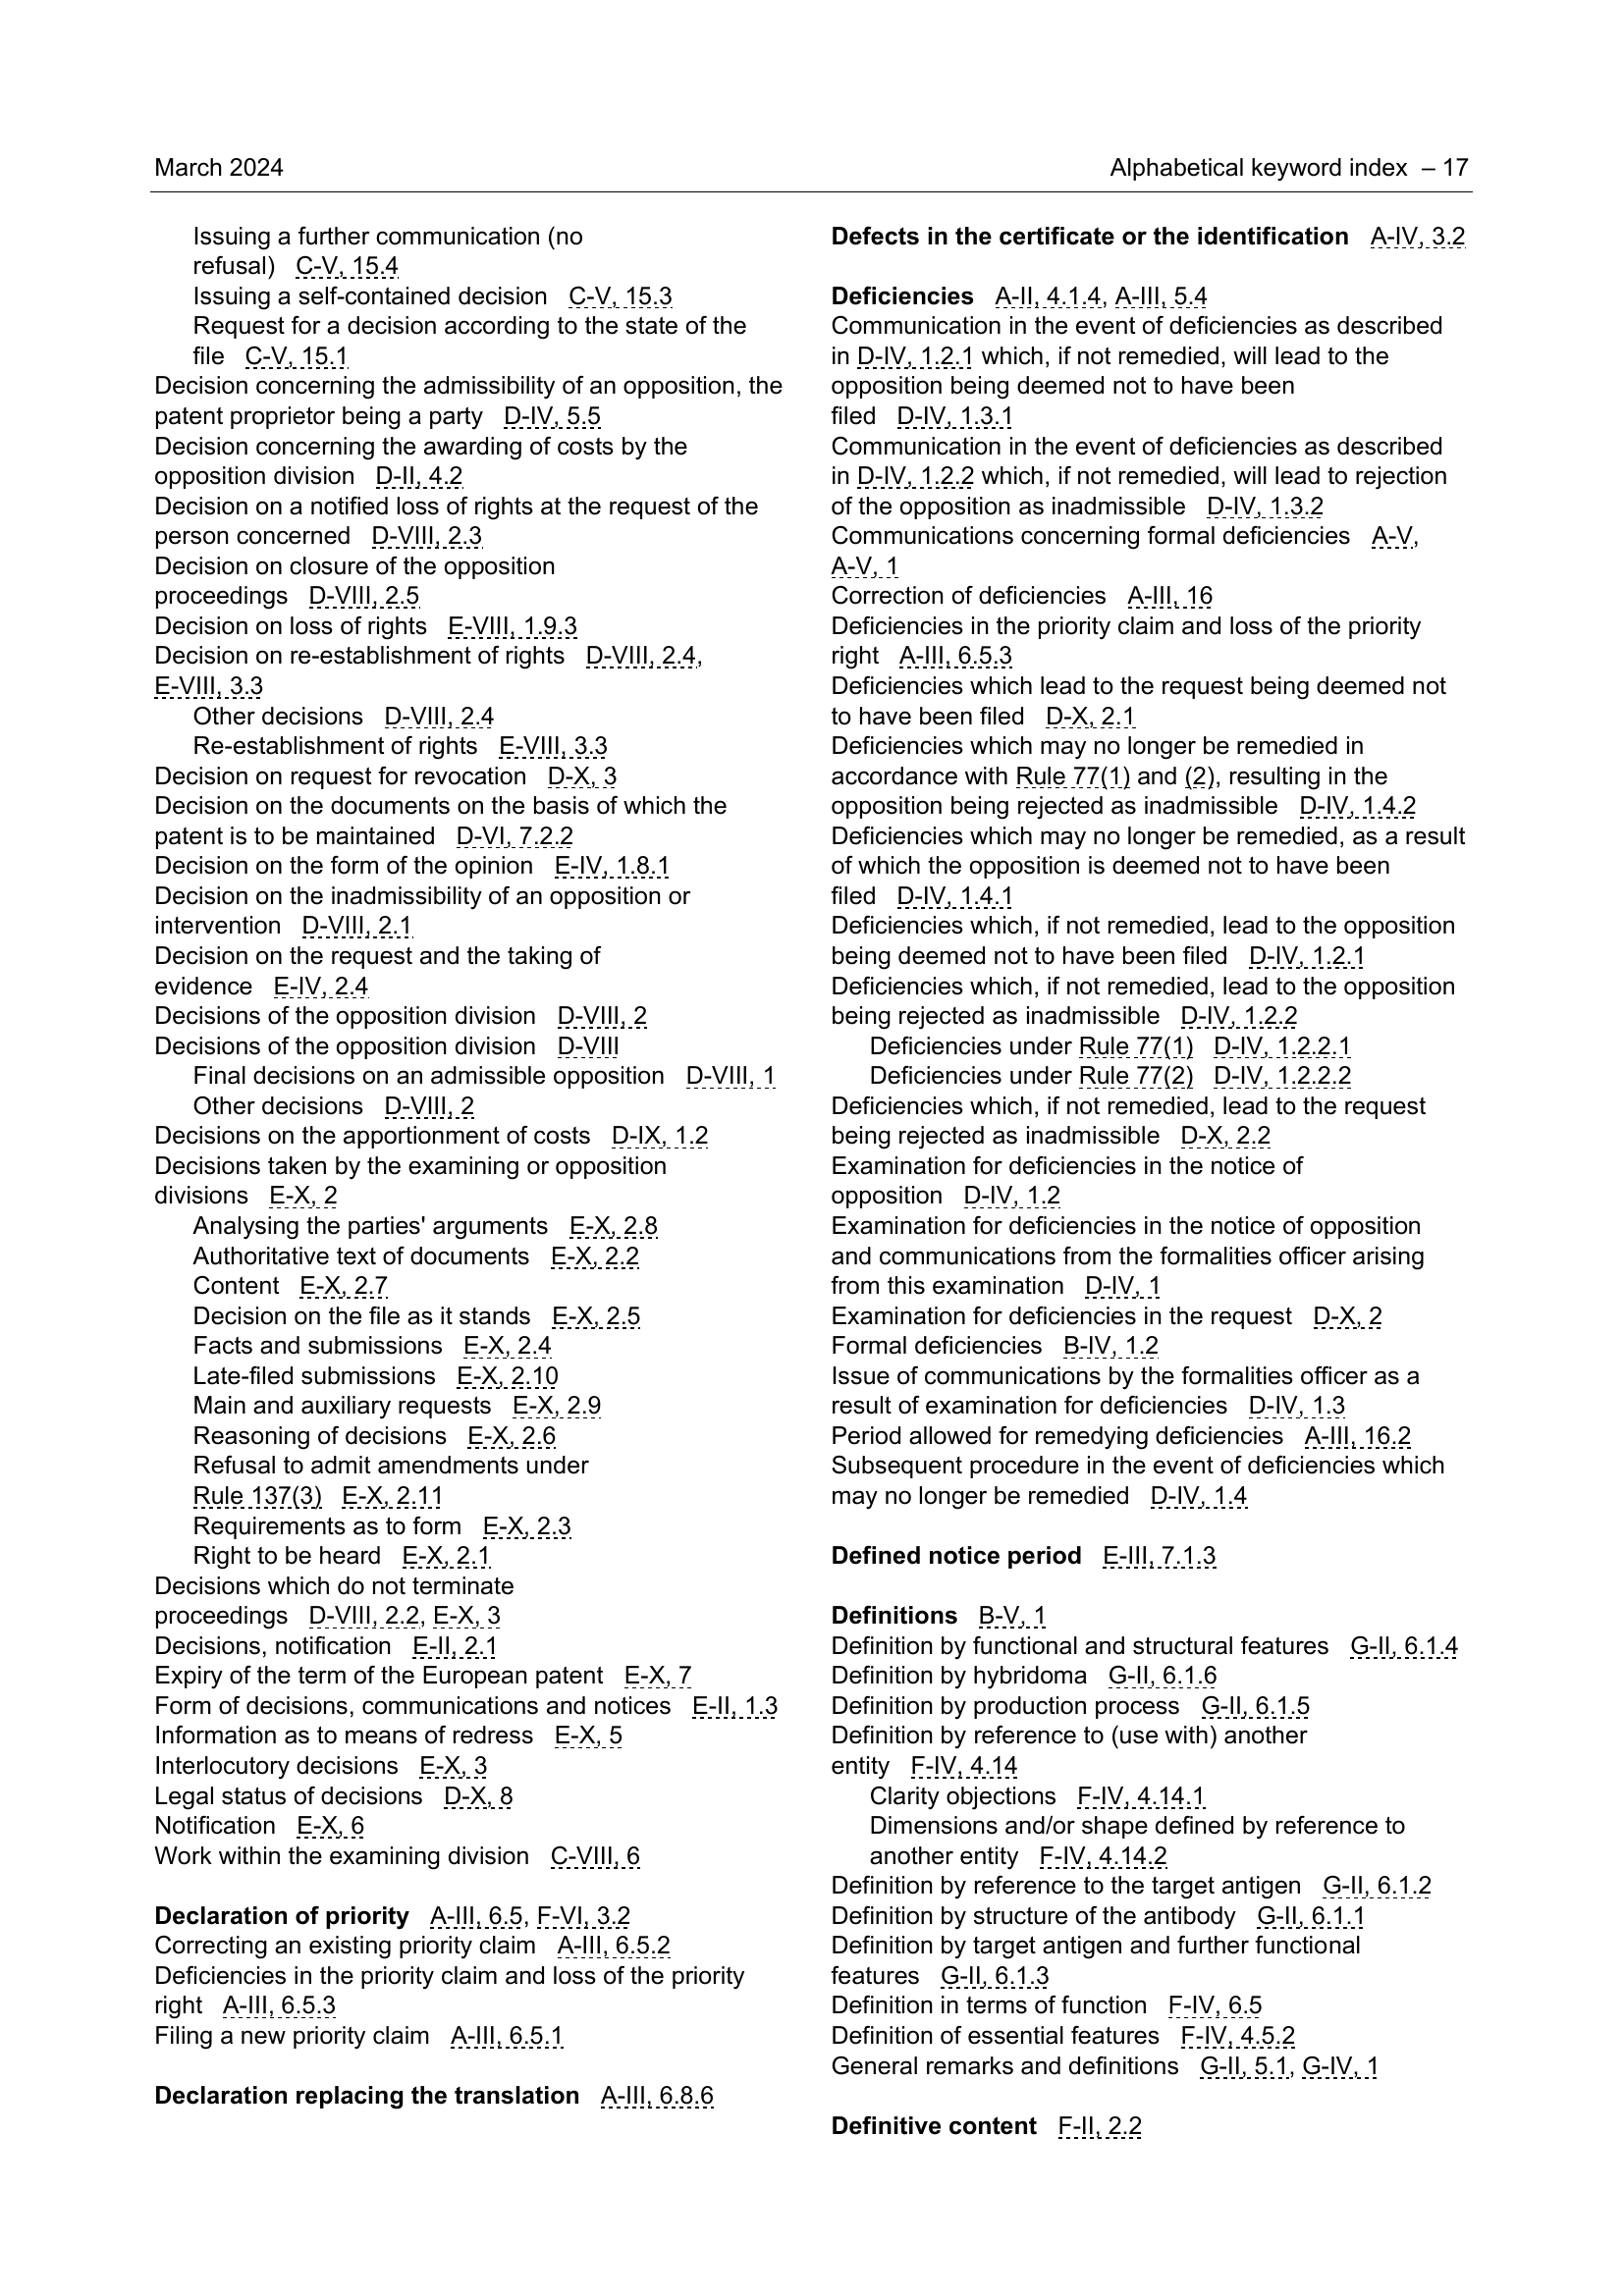 March 2024
Alphabetical keyword index – 17
Issuing a further communication (no
refusal) C-V, 15.4
Issuing a self-contained decision C-V, 15.3
Request for a decision according to the state of the
file C-V, 15.1
Decision concerning the admissibility of an opposition, the
patent proprietor being a party D-IV, 5.5
Decision concerning the awarding of costs by the
opposition division D-II, 4.2
Decision on a notified loss of rights at the request of the
person concerned D-VIII, 2.3
Decision on closure of the opposition
proceedings D-VIII, 2.5
Decision on loss of rights E-VIII, 1.9.3
Decision on re-establishment of rights D-VIII, 2.4,
E-VIII, 3.3
Other decisions D-VIII, 2.4
Re-establishment of rights E-VIII, 3.3
Decision on request for revocation D-X, 3
Decision on the documents on the basis of which the
patent is to be maintained D-VI, 7.2.2
Decision on the form of the opinion E-IV, 1.8.1
Decision on the inadmissibility of an opposition or
intervention D-VIII, 2.1
Decision on the request and the taking of
evidence E-IV, 2.4
Decisions of the opposition division D-VIII, 2
Decisions of the opposition division D-VIII
Final decisions on an admissible opposition D-VIII, 1
Other decisions D-VIII, 2
Decisions on the apportionment of costs D-IX, 1.2
Decisions taken by the examining or opposition
divisions E-X, 2
Analysing the parties' arguments E-X, 2.8
Authoritative text of documents E-X, 2.2
Content E-X, 2.7
Decision on the file as it stands E-X, 2.5
Facts and submissions E-X, 2.4
Late-filed submissions E-X, 2.10
Main and auxiliary requests E-X, 2.9
Reasoning of decisions E-X, 2.6
Refusal to admit amendments under
Rule 137(3) E-X, 2.11
Requirements as to form E-X, 2.3
Right to be heard E-X, 2.1
Decisions which do not terminate
proceedings D-VIII, 2.2, E-X, 3
Decisions, notification E-II, 2.1
Expiry of the term of the European patent E-X, 7
Form of decisions, communications and notices E-II, 1.3
Information as to means of redress E-X, 5
Interlocutory decisions E-X, 3
Legal status of decisions D-X, 8
Notification E-X, 6
Work within the examining division C-VIII, 6
Declaration of priority A-III, 6.5, F-VI, 3.2
Correcting an existing priority claim A-III, 6.5.2
Deficiencies in the priority claim and loss of the priority
right A-III, 6.5.3
Filing a new priority claim A-III, 6.5.1
Declaration replacing the translation A-III, 6.8.6
Defects in the certificate or the identification A-IV, 3.2
Deficiencies A-II, 4.1.4, A-III, 5.4
Communication in the event of deficiencies as described
in D-IV, 1.2.1 which, if not remedied, will lead to the
opposition being deemed not to have been
filed D-IV, 1.3.1
Communication in the event of deficiencies as described
in D-IV, 1.2.2 which, if not remedied, will lead to rejection
of the opposition as inadmissible D-IV, 1.3.2
Communications concerning formal deficiencies A-V,
A-V, 1
Correction of deficiencies A-III, 16
Deficiencies in the priority claim and loss of the priority
right A-III, 6.5.3
Deficiencies which lead to the request being deemed not
to have been filed D-X, 2.1
Deficiencies which may no longer be remedied in
accordance with Rule 77(1) and (2), resulting in the
opposition being rejected as inadmissible D-IV, 1.4.2
Deficiencies which may no longer be remedied, as a result
of which the opposition is deemed not to have been
filed D-IV, 1.4.1
Deficiencies which, if not remedied, lead to the opposition
being deemed not to have been filed D-IV, 1.2.1
Deficiencies which, if not remedied, lead to the opposition
being rejected as inadmissible D-IV, 1.2.2
Deficiencies under Rule 77(1) D-IV, 1.2.2.1
Deficiencies under Rule 77(2) D-IV, 1.2.2.2
Deficiencies which, if not remedied, lead to the request
being rejected as inadmissible D-X, 2.2
Examination for deficiencies in the notice of
opposition D-IV, 1.2
Examination for deficiencies in the notice of opposition
and communications from the formalities officer arising
from this examination D-IV, 1
Examination for deficiencies in the request D-X, 2
Formal deficiencies B-IV, 1.2
Issue of communications by the formalities officer as a
result of examination for deficiencies D-IV, 1.3
Period allowed for remedying deficiencies A-III, 16.2
Subsequent procedure in the event of deficiencies which
may no longer be remedied D-IV, 1.4
Defined notice period E-III, 7.1.3
Definitions B-V, 1
Definition by functional and structural features G-II, 6.1.4
Definition by hybridoma G-II, 6.1.6
Definition by production process G-II, 6.1.5
Definition by reference to (use with) another
entity F-IV, 4.14
Clarity objections F-IV, 4.14.1
Dimensions and/or shape defined by reference to
another entity F-IV, 4.14.2
Definition by reference to the target antigen G-II, 6.1.2
Definition by structure of the antibody G-II, 6.1.1
Definition by target antigen and further functional
features G-II, 6.1.3
Definition in terms of function F-IV, 6.5
Definition of essential features F-IV, 4.5.2
General remarks and definitions G-II, 5.1, G-IV, 1
Definitive content F-II, 2.2